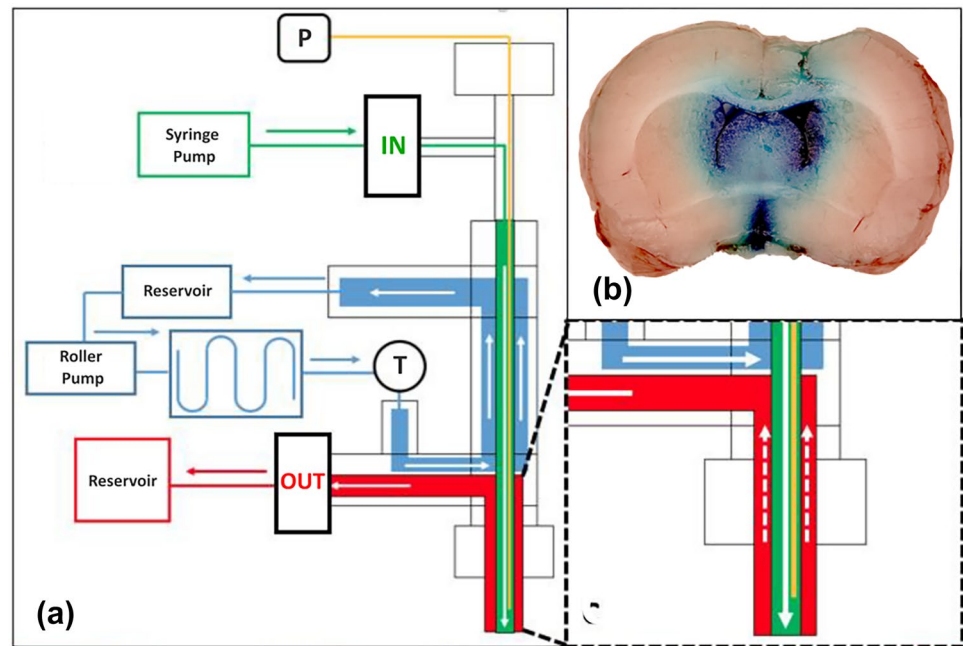 P
Syringe
Pump
IN
Reservoir
Roller
Pump
T
Reservoir
OUT
(a)
(b)